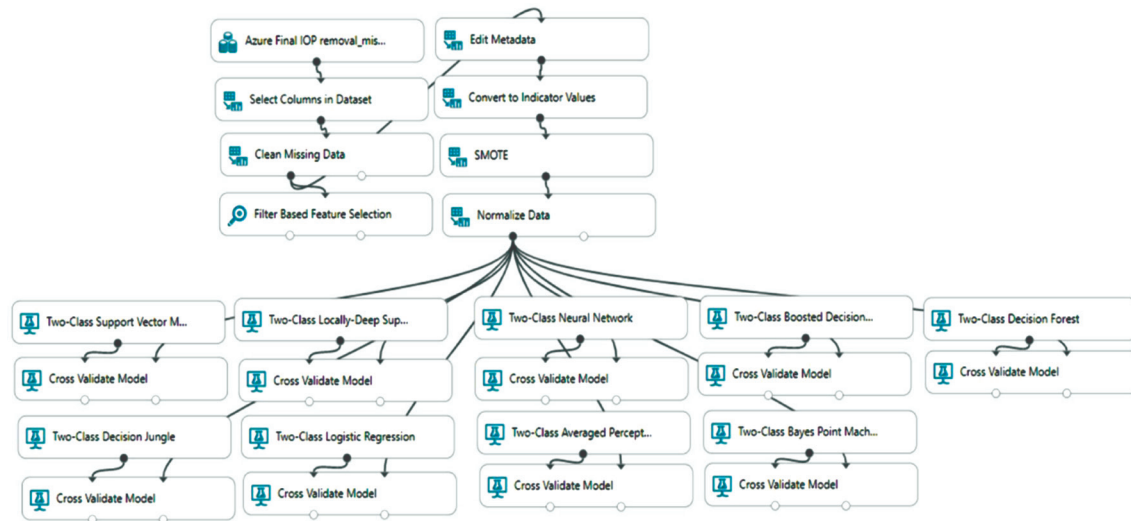 Azure Final IOP removal_mis...
Edit Metadata
Select Columns in Dataset
Convert to Indicator Values
Clean Missing Data
SMOTE
Filter Based Feature Selection
Normalize Data
Two-Class Support Vector M...
Two-Class Locally-Deep Sup...
Two-Class Neural Network
Two-Class Boosted Decision...
Two-Class Decision Forest
Cross Validate Model
Cross Validate Model
Cross Validate Model
Cross Validate Model
Cross Validate Model
Two-Class Decision Jungle
Two-Class Logistic Regression
Two-Class Averaged Percept...
Two-Class Bayes Point Mach...
Cross Validate Model
Cross Validate Model
Cross Validate Model
Cross Validate Model